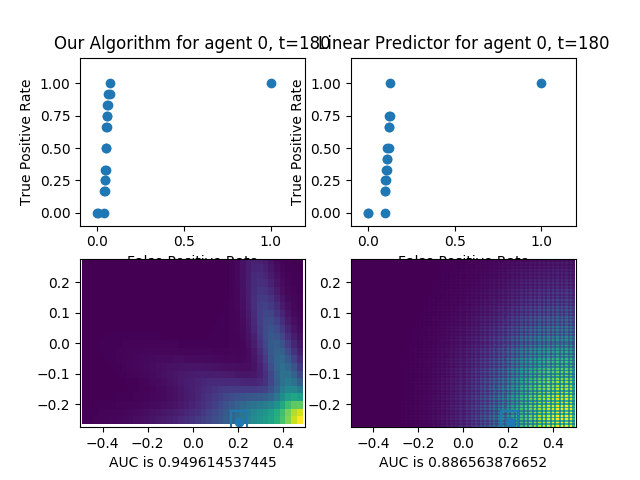 Our Algorithm for agent 0, t=180
Linear Predictor for agent 0, t=180
True Positive Rate
1.00
0.75
0.50
0.25
0.00
0.0 0.5 1.0
False Positive Rate
True Positive Rate
1.00
0.75
0.50
0.25
0.00
0.0 0.5 1.0
False Positive Rate
0.2
0.1
0.0
−0.1
−0.2
−0.4 −0.2 0.0 0.2 0.4
AUC is 0.949614537445
0.2
0.1
0.0
−0.1
−0.2
−0.4 −0.2 0.0 0.2 0.4
AUC is 0.886563876652